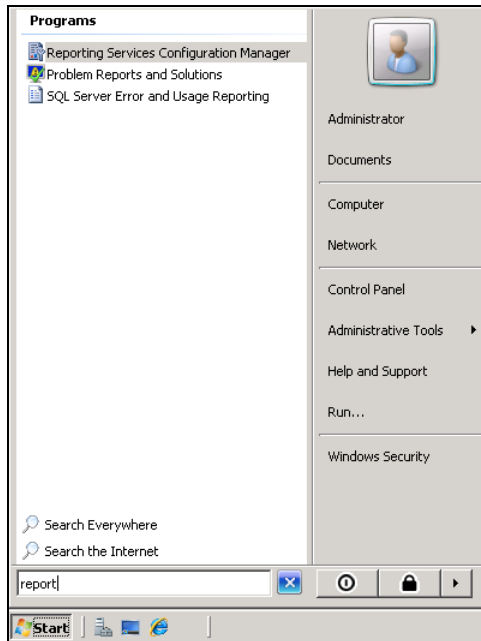 Programs
Reporting Services Configuration Manager
Problem Reports and Solutions
SQL Server Error and Usage Reporting
Search Everywhere
Search the Internet
report
Administrator
Documents
Computer
Network
Control Panel
Administrative Tools
Help and Support
Run...
Windows Security
Start